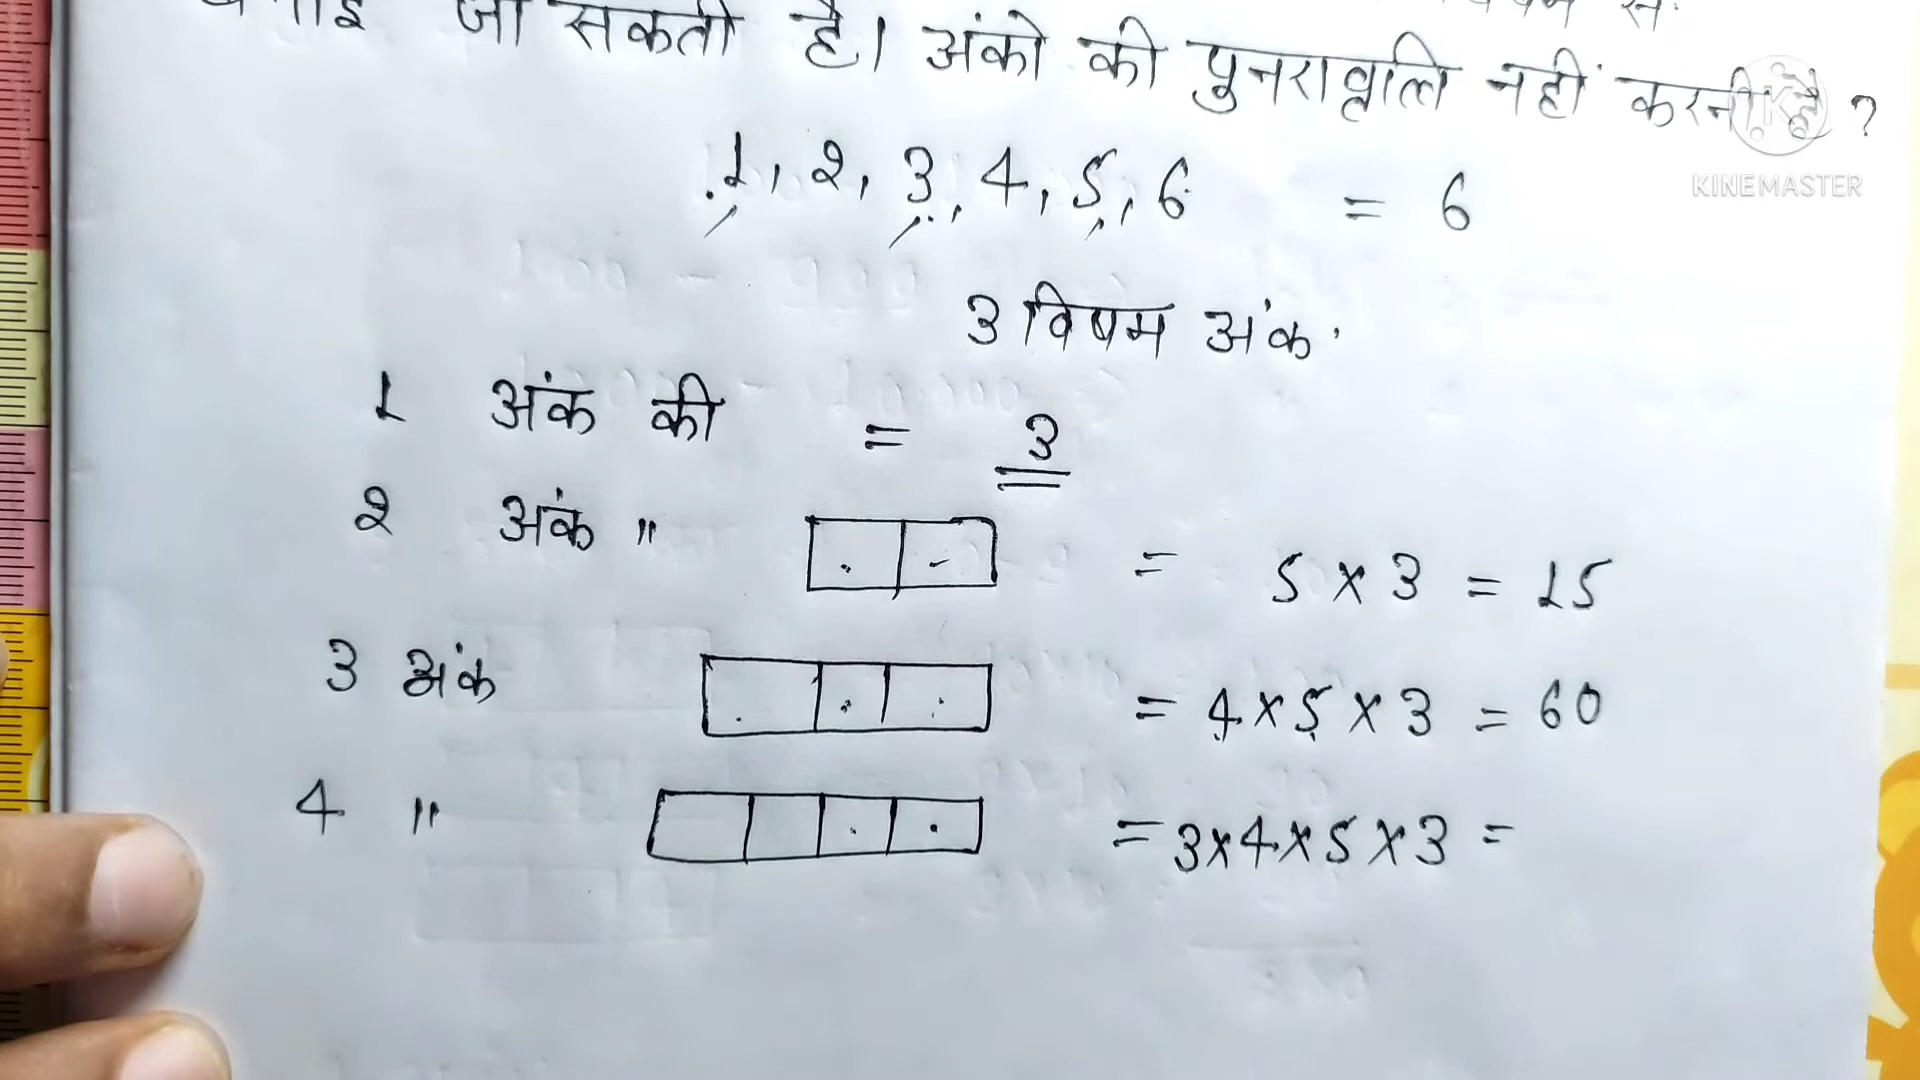 जा सकती है। अंको की पुनरावृति नहीं करनी है ?
1, 2, 3, 4, 5, 6 = 6
3 विषम अंक
1 अंक की = 3
2 अंक " = 5 x 3 = 15
3 अंक = 4 x 5 x 3 = 60
4 " = 3 x 4 x 5 x 3 =
KINEMASTER